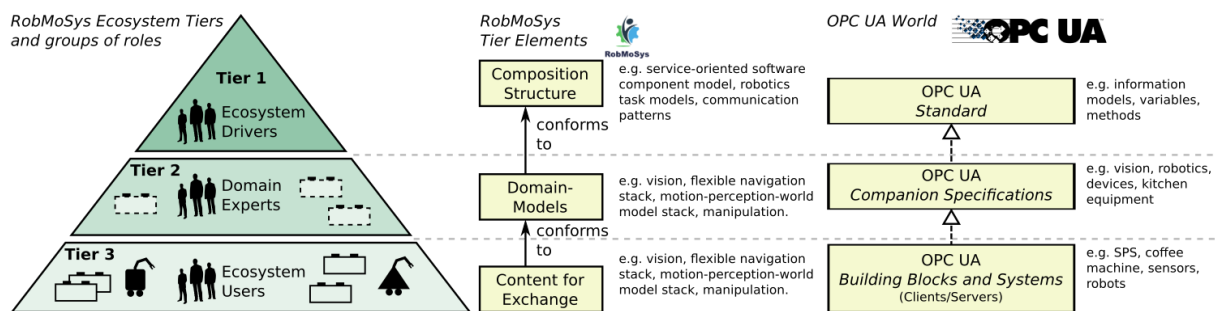 RobMoSys Ecosystem Tiers
and groups of roles
Tier 1
Ecosystem
Drivers
Tier 2
Domain
Experts
Tier 3
Ecosystem
Users
RobMoSys
Tier Elements
RobMoSys
Composition
Structure
e.g. service-oriented software
component model, robotics
task models, communication
patterns
conforms
to
Domain-
Models
e.g. vision, flexible navigation
stack, motion-perception-world
model stack, manipulation.
conforms
to
Content for
Exchange
e.g. vision, flexible navigation
stack, motion-perception-world
model stack, manipulation.
OPC UA World
OPC UA
OPC UA
Standard
e.g. information
models, variables,
methods
OPC UA
Companion Specifications
e.g. vision, robotics,
devices, kitchen
equipment
OPC UA
Building Blocks and Systems
(Clients/Servers)
e.g. SPS, coffee
machine, sensors,
robots